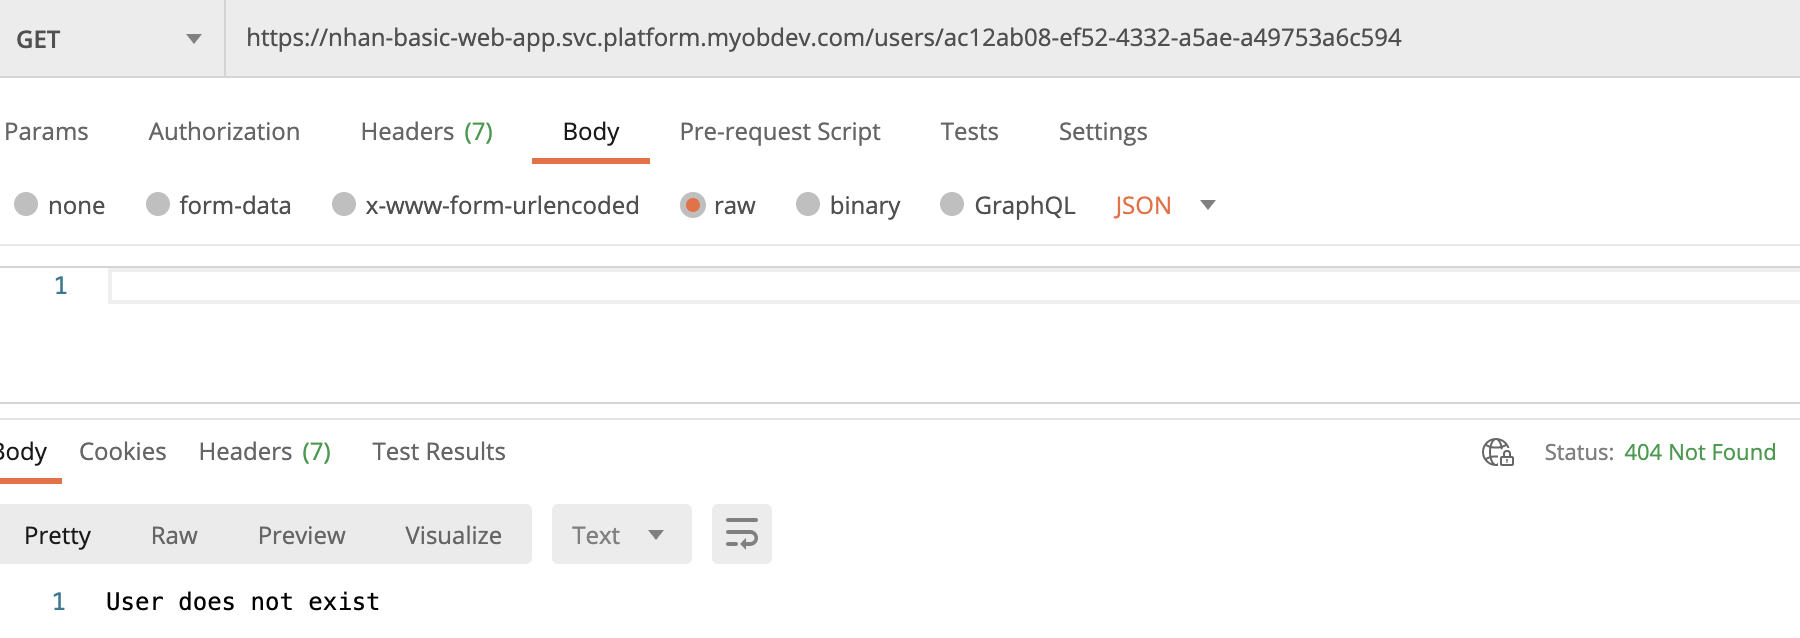 GET https://nhan-basic-web-app.svc.platform.myobdev.com/users/ac12ab08-ef52-4332-a5ae-a49753a6c594
Params Authorization Headers (7) Body Pre-request Script Tests Settings
none form-data x-www-form-urlencoded raw binary GraphQL JSON
1
Body Cookies Headers (7) Test Results Status: 404 Not Found
Pretty Raw Preview Visualize Text
1 User does not exist